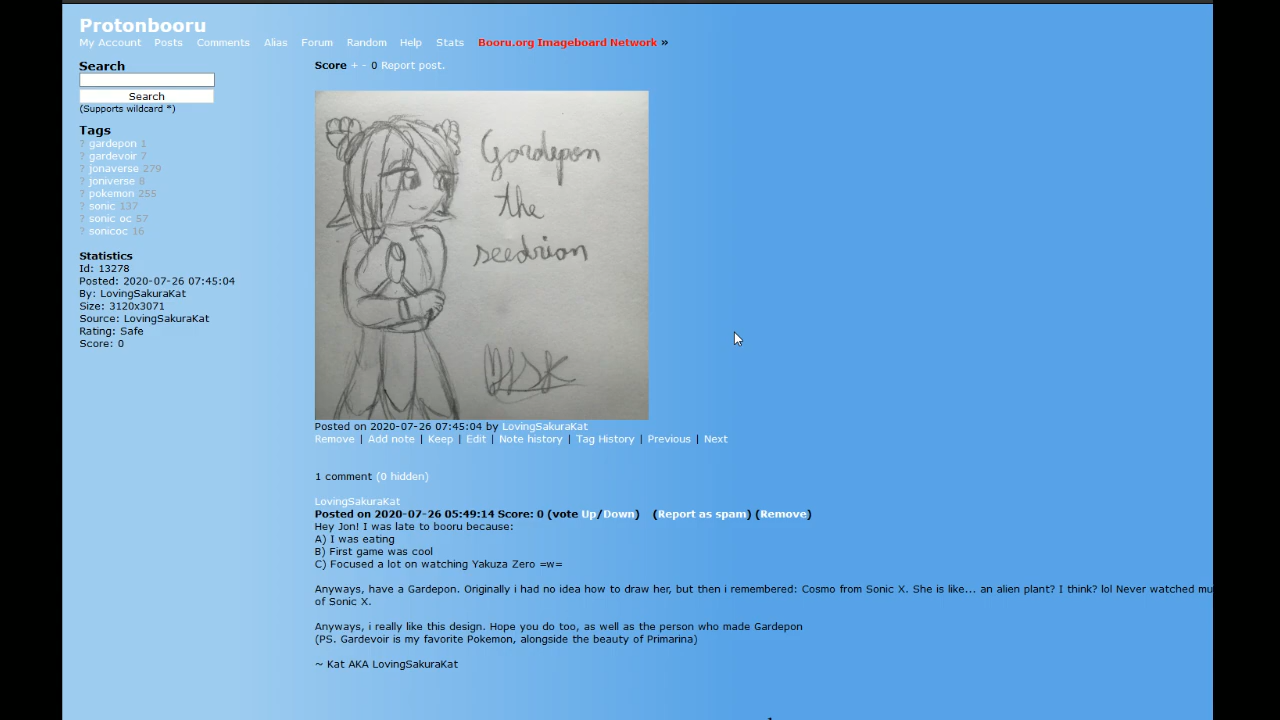 Protonbooru
My Account Posts Comments Alias Forum Random Help Stats Booru.org Imageboard Network »
Search
Search
(Supports wildcard *)
Tags
? gardepon 1
? gardevoir 7
? jonaverse 279
? joniverse 8
? pokemon 255
? sonic 137
? sonic oc 57
? sonicoc 16
Statistics
Id: 13278
Posted: 2020-07-26 07:45:04
By: LovingSakuraKat
Size: 3120x3071
Source: LovingSakuraKat
Rating: Safe
Score: 0
Score + - 0 Report post.
Gardepon
the
seedrian
Posted on 2020-07-26 07:45:04 by LovingSakuraKat
Remove | Add note | Keep | Edit | Note history | Tag History | Previous | Next
1 comment (0 hidden)
LovingSakuraKat
Posted on 2020-07-26 05:49:14 Score: 0 (vote Up/Down) (Report as spam) (Remove)
Hey Jon! I was late to booru because:
A) I was eating
B) First game was cool
C) Focused a lot on watching Yakuza Zero =w=
Anyways, have a Gardepon. Originally i had no idea how to draw her, but then i remembered: Cosmo from Sonic X. She is like... an alien plant? I think? lol Never watched mu
of Sonic X.
Anyways, i really like this design. Hope you do too, as well as the person who made Gardepon
(PS. Gardevoir is my favorite Pokemon, alongside the beauty of Primarina)
~ Kat AKA LovingSakuraKat